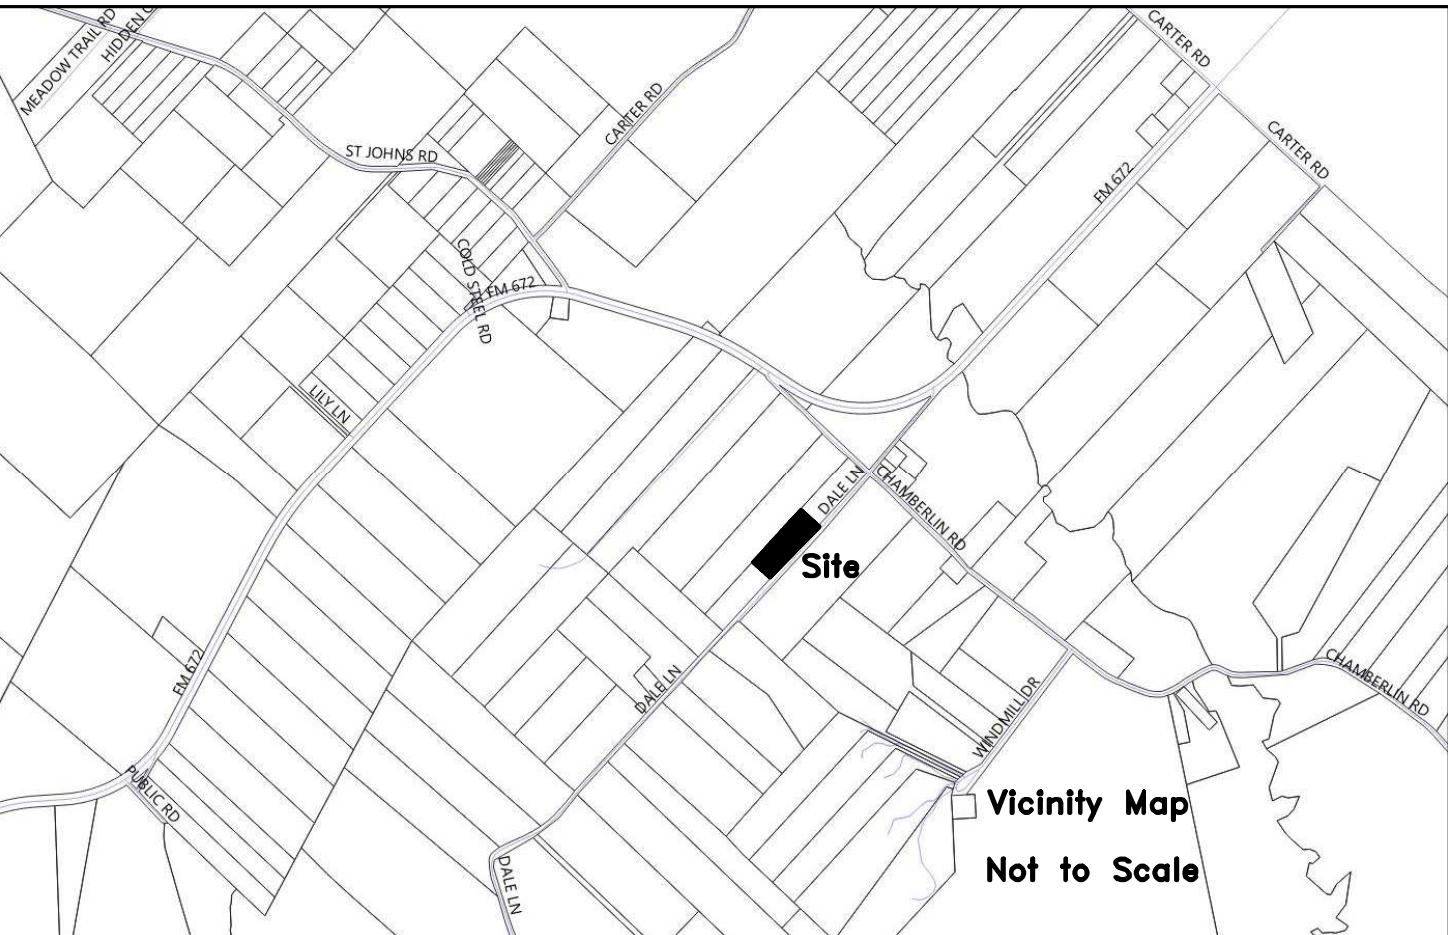 CARTER RD
MEADOW TRAIL RD
HIDDEN
CARTER RD
CARTER RD
ST JOHNS RD
FM 672
COLD STEEL RD
FM 672
LILY LN
DALE LN
CHAMBERLIN RD
Site
FM 672
DALE LN
CHAMBERLIN RD
WINDMILL DR
PUBLIC RD
Vicinity Map
Not to Scale
DALE LN